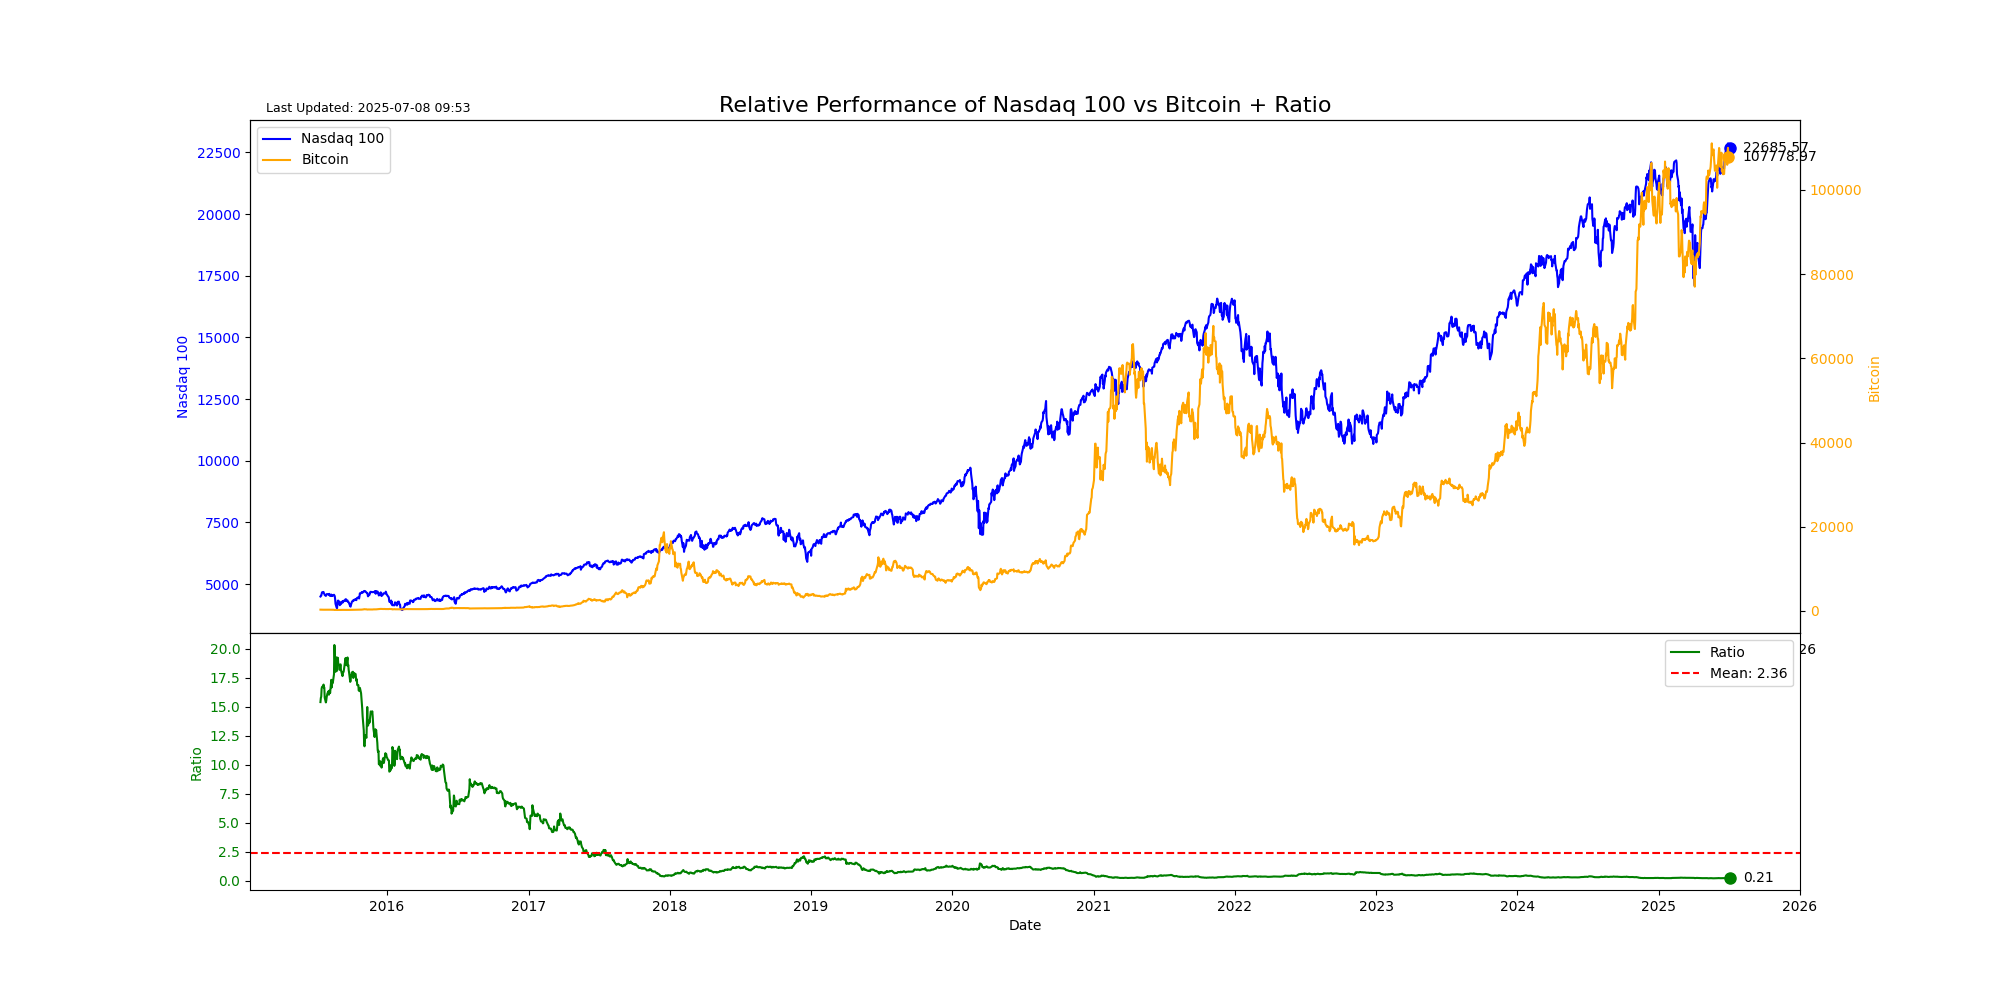 Last Updated: 2025-07-08 09:53
Relative Performance of Nasdaq 100 vs Bitcoin + Ratio
Nasdaq 100
Bitcoin
22685.57
107778.97
22500
20000
17500
15000
12500
10000
7500
5000
Nasdaq 100
100000
80000
60000
40000
20000
0
Bitcoin
Ratio
Mean: 2.36
26
20.0
17.5
15.0
12.5
10.0
7.5
5.0
2.5
0.0
Ratio
0.21
2016 2017 2018 2019 2020 2021 2022 2023 2024 2025 2026
Date